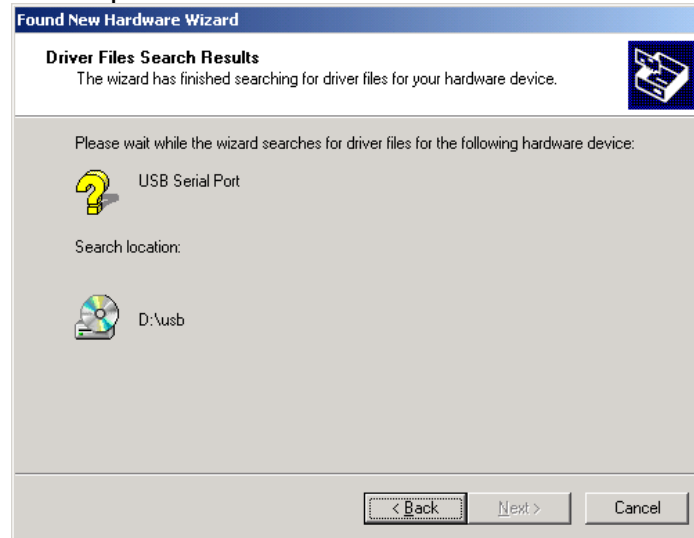 Found New Hardware Wizard
Driver Files Search Results
The wizard has finished searching for driver files for your hardware device.
Please wait while the wizard searches for driver files for the following hardware device:
USB Serial Port
Search location:
D:\usb
< Back
Next >
Cancel